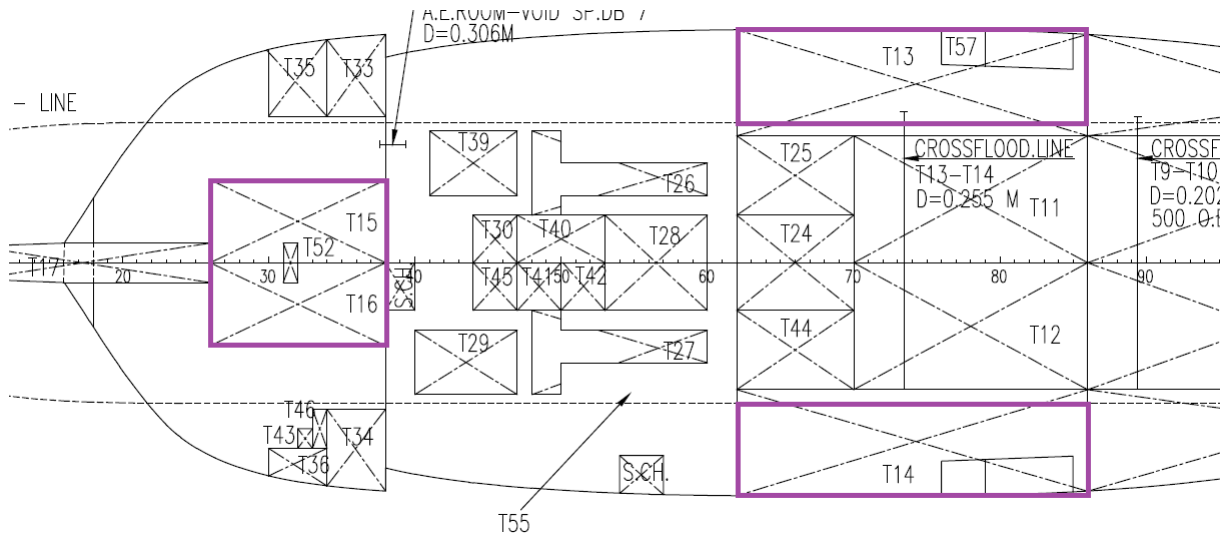 A.E.ROOM-VOID SP.DB 7
D=0.306M
T35
T33
T13
T57
- LINE
T39
T25
CROSSFLOOD.LINE
T13-T14
D=0.255 M
CROSSF
T9-T10
D=0.202
T26
T11
T15
T30
T40
T28
T24
T52
T17
20
30
40
50
60
70
80
90
T45
T41
T42
T16
T29
T27
T44
T12
T46
T43
T36
T34
S.CH.
T14
T55